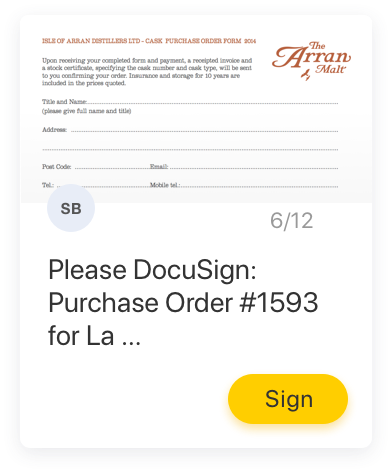 ISLE OF ARRAN DISTILLERS LTD - CASK PURCHASE ORDER FORM 2014
The
Arran
Malt
Upon receiving your completed form and payment, a receipted invoice and
a stock certificate, specifying the cask number and cask type, will be sent
to you confirming your order. Insurance and storage for 10 years are
included in the prices quoted.
Title and Name:
(please give full name and title)
Address:
Post Code: Email:
Tel.: Mobile tel.:
SB
6/12
Please DocuSign:
Purchase Order #1593
for La ...
Sign